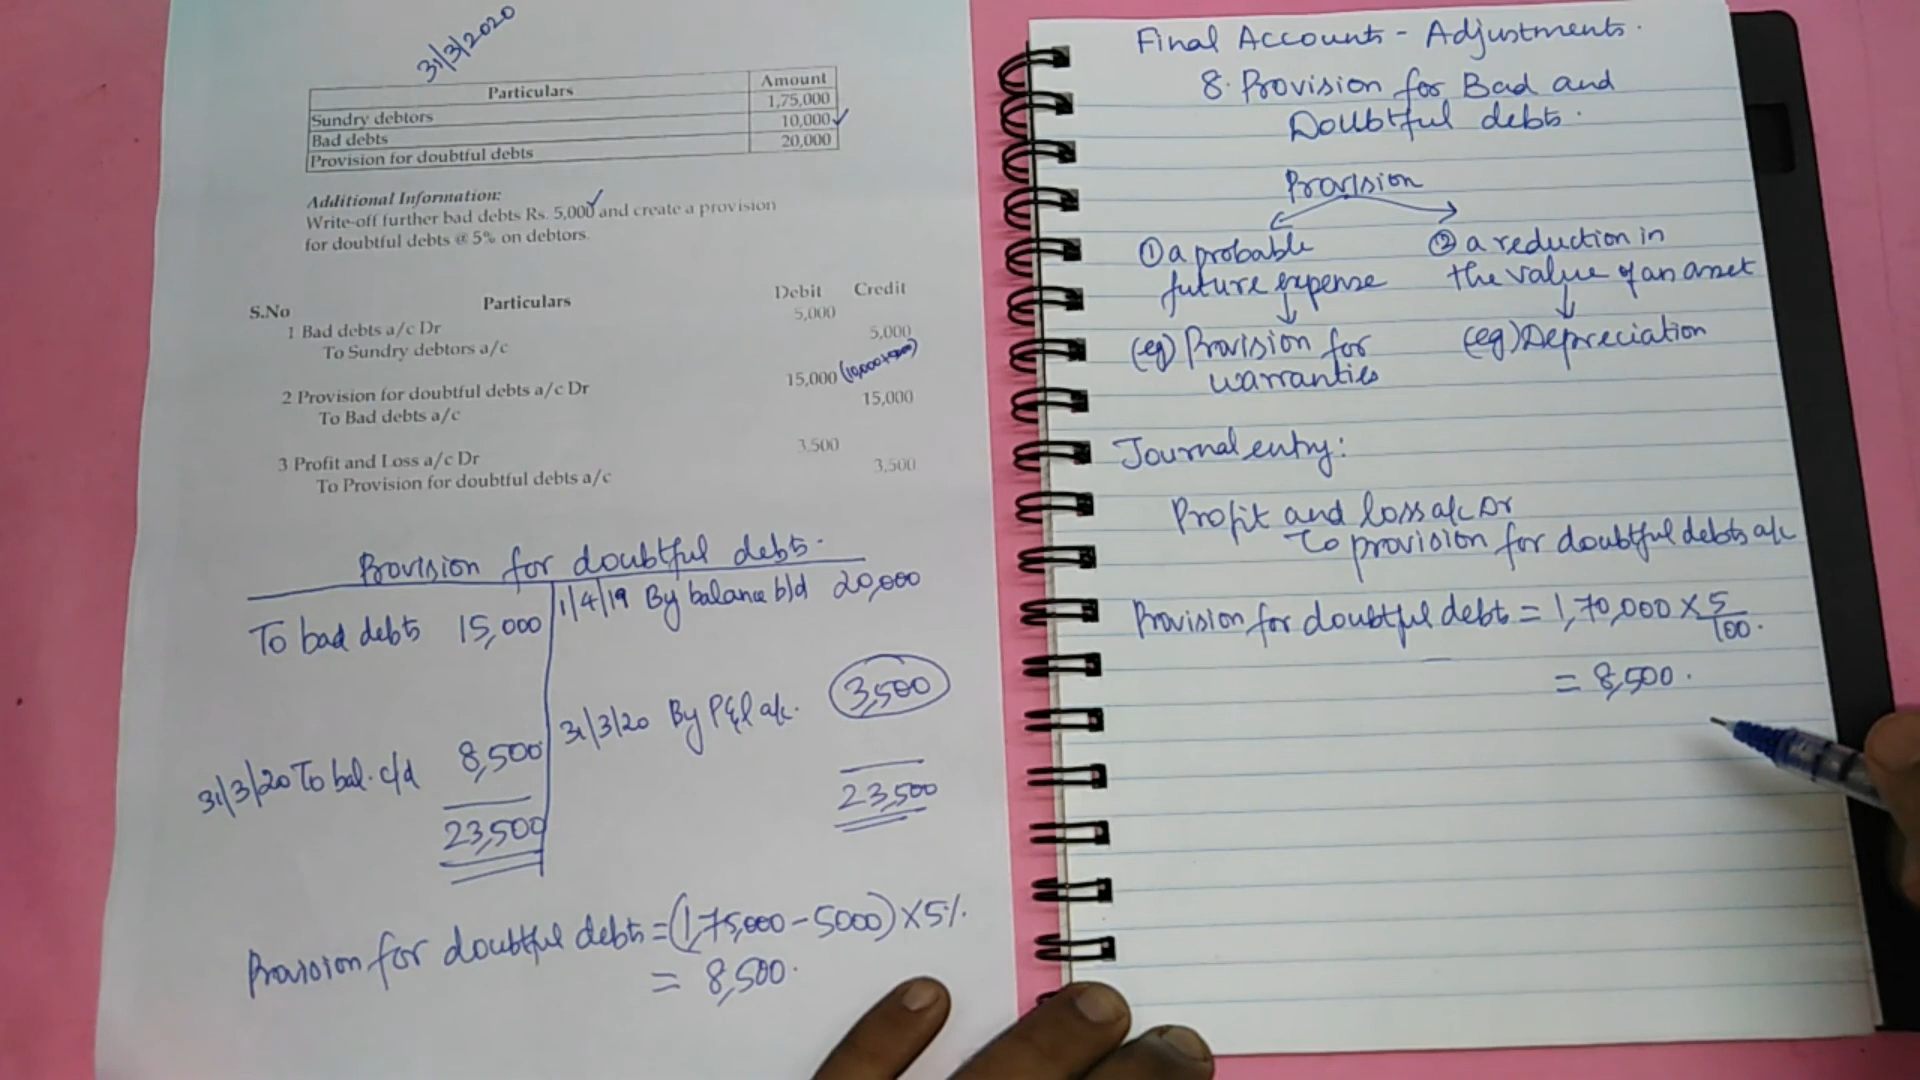 31/3/2020
Particulars Amount
Sundry debtors 1,75,000
Bad debts 10,000
Provision for doubtful debts 20,000
Additional Information:
Write-off further bad debts Rs. 5,000 and create a provision
for doubtful debts @ 5% on debtors.
S.No Particulars Debit Credit
1 Bad debts a/c Dr 5,000
To Sundry debtors a/c 5,000
2 Provision for doubtful debts a/c Dr 15,000
To Bad debts a/c 15,000
3 Profit and Loss a/c Dr 3,500
To Provision for doubtful debts a/c 3,500
Provision for doubtful debts.
To bad debts 15,000 1/4/19 By balance b/d 20,000
31/3/20 To bal. c/d 8,500 31/3/20 By P&l a/c. 3,500
23,500 23,500
Provision for doubtful debts = (1,75,000 - 5000) × 5%.
= 8,500.
Final Accounts - Adjustments.
8. Provision for Bad and
Doubtful debts.
Provision
① a probable
future expense
(eg) Provision for
warranties
② a reduction in
the value of an asset
(eg) Depreciation
Journal entry:
Profit and loss a/c Dr
To provision for doubtful debts a/c
Provision for doubtful debts = 1,70,000 × 5/100.
= 8,500.